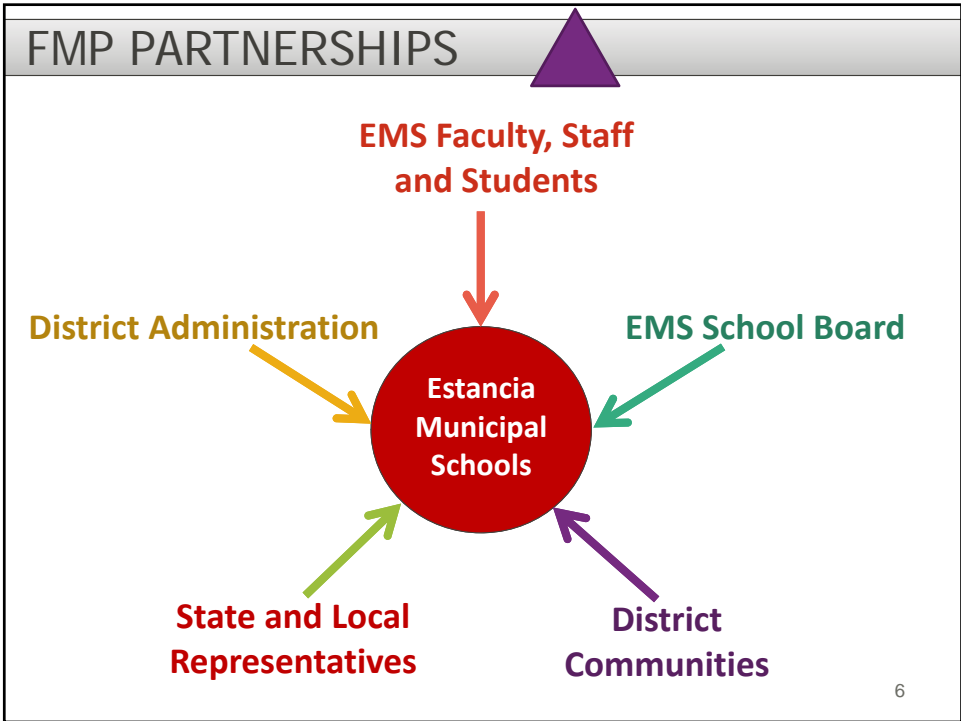 FMP PARTNERSHIPS
EMS Faculty, Staff
and Students
District Administration
EMS School Board
Estancia
Municipal
Schools
State and Local
Representatives
District
Communities
6